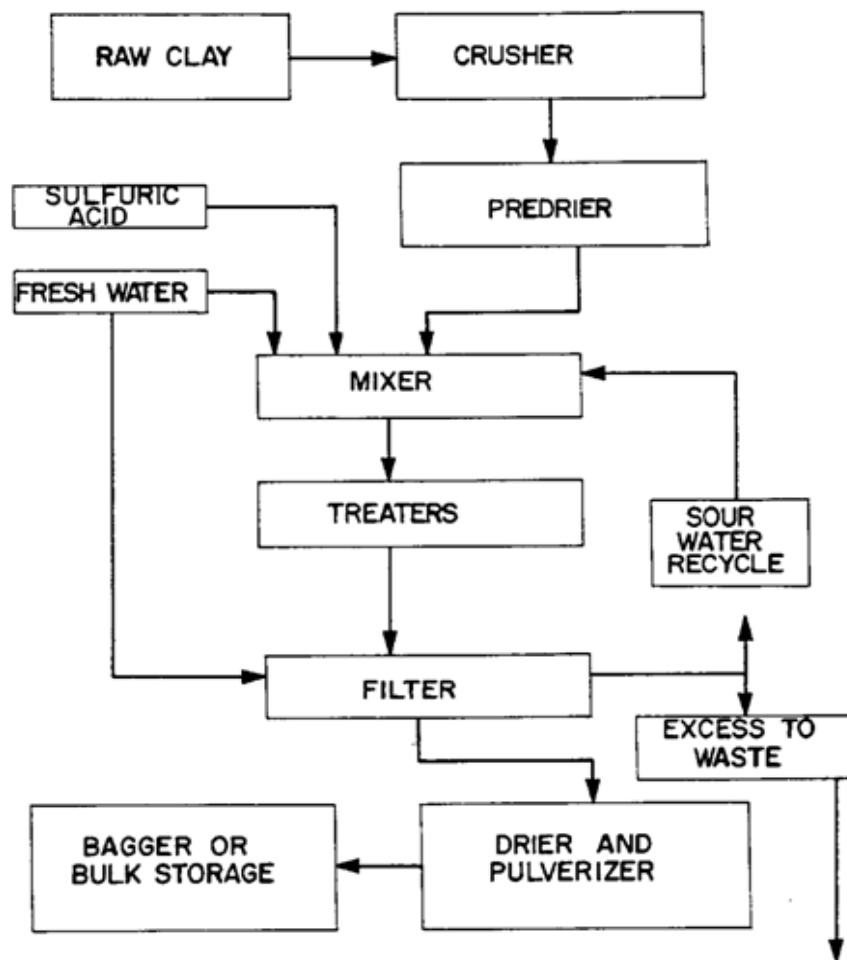 RAW CLAY
CRUSHER
SULFURIC
ACID
PREDRIER
FRESH WATER
MIXER
TREATERS
SOUR
WATER
RECYCLE
FILTER
EXCESS TO
WASTE
BAGGER OR
BULK STORAGE
DRIER AND
PULVERIZER